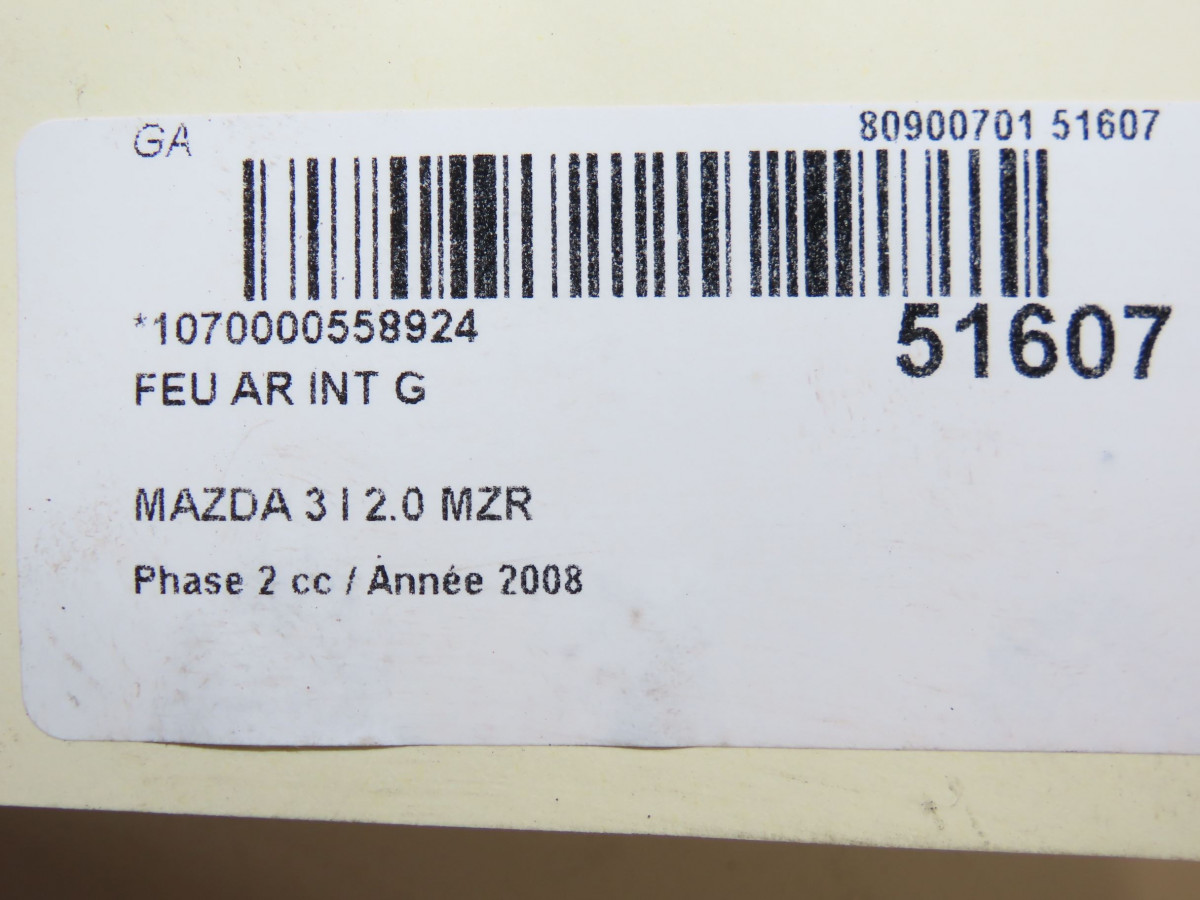 GA 80900701 51607
*1070000558924
51607
FEU AR INT G
MAZDA 3 I 2.0 MZR
Phase 2 cc / Année 2008